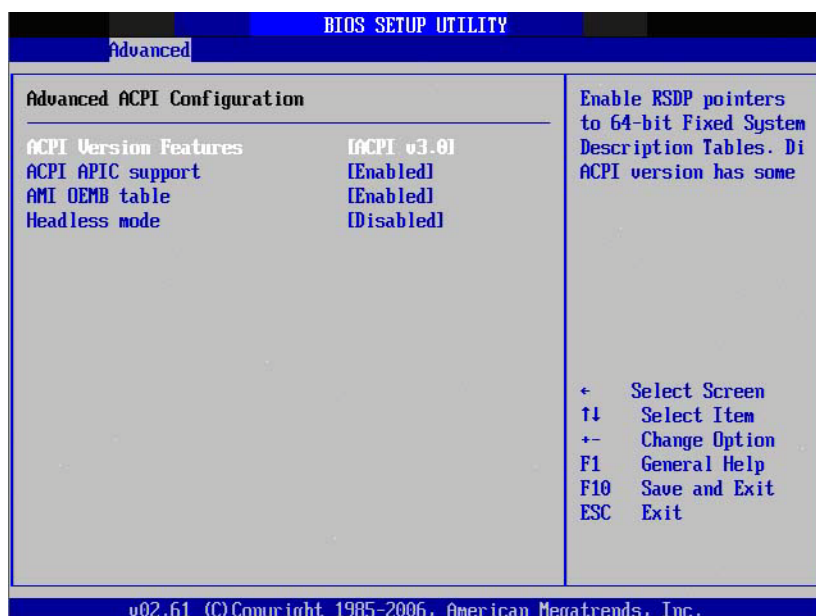 BIOS SETUP UTILITY
Advanced
Advanced ACPI Configuration
ACPI Version Features [ACPI v3.0]
ACPI APIC support [Enabled]
AMI OEMB table [Enabled]
Headless mode [Disabled]
Enable RSDP pointers
to 64-bit Fixed System
Description Tables. Di
ACPI version has some
← Select Screen
↑↓ Select Item
+- Change Option
F1 General Help
F10 Save and Exit
ESC Exit
v02.61 (C)Copyright 1985-2006, American Megatrends, Inc.